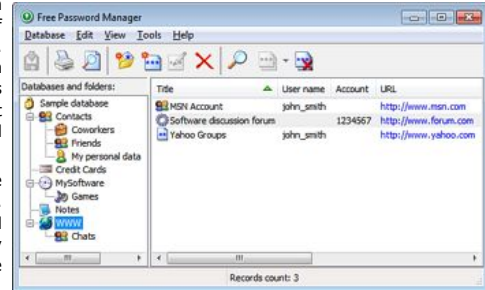 Free Password Manager
Database Edit View Tools Help
Databases and folders:
Sample database
Contacts
Coworkers
Friends
My personal data
Credit Cards
MySoftware
Games
Notes
WWW
Chats
Title User name Account URL
MSN Account john_smith http://www.msn.com
Software discussion forum 1234567 http://www.forum.com
Yahoo Groups john_smith http://www.yahoo.com
Records count: 3